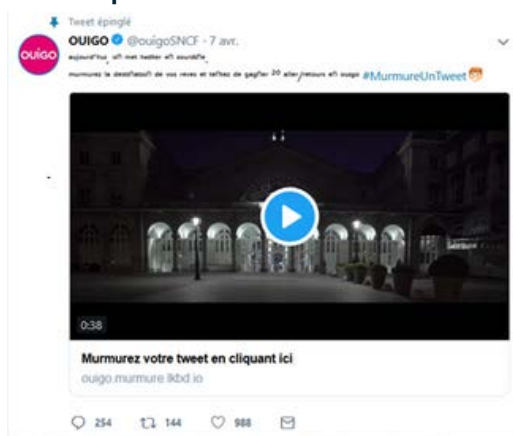 Tweet épinglé
OUIGO @ouigoSNCF - 7 avr.
OUIGO
aujourd'hui, on met twitter en sourdine.
murmurez la destination de vos rêves et tentez de gagner 20 aller/retours en ouigo #MurmureUnTweet
0:38
Murmurez votre tweet en cliquant ici
ouigo.murmure.lkbd.io
254 144 988